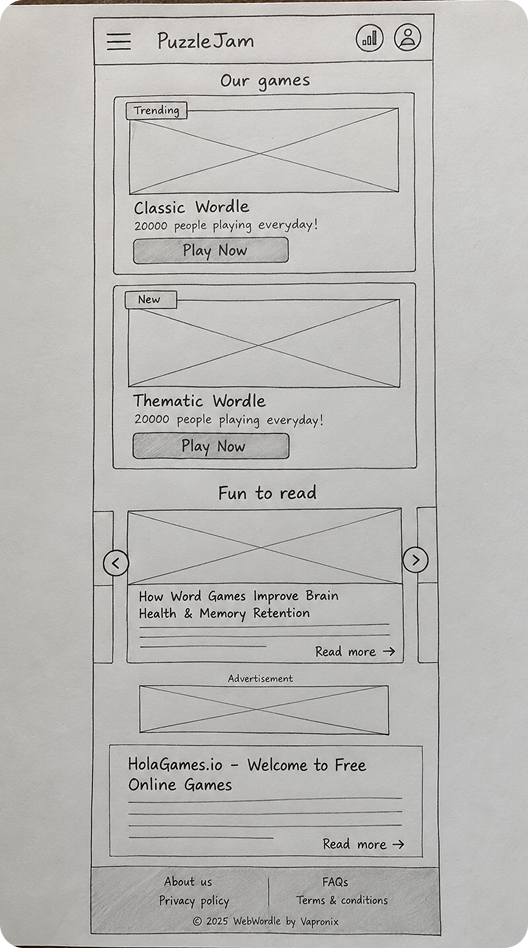 PuzzleJam
Our games
Trending
Classic Wordle
20000 people playing everyday!
Play Now
New
Thematic Wordle
20000 people playing everyday!
Play Now
Fun to read
How Word Games Improve Brain
Health & Memory Retention
Read more →
Advertisement
HolaGames.io - Welcome to Free
Online Games
Read more →
About us
FAQs
Privacy policy
Terms & conditions
© 2025 WebWordle by Vapronix